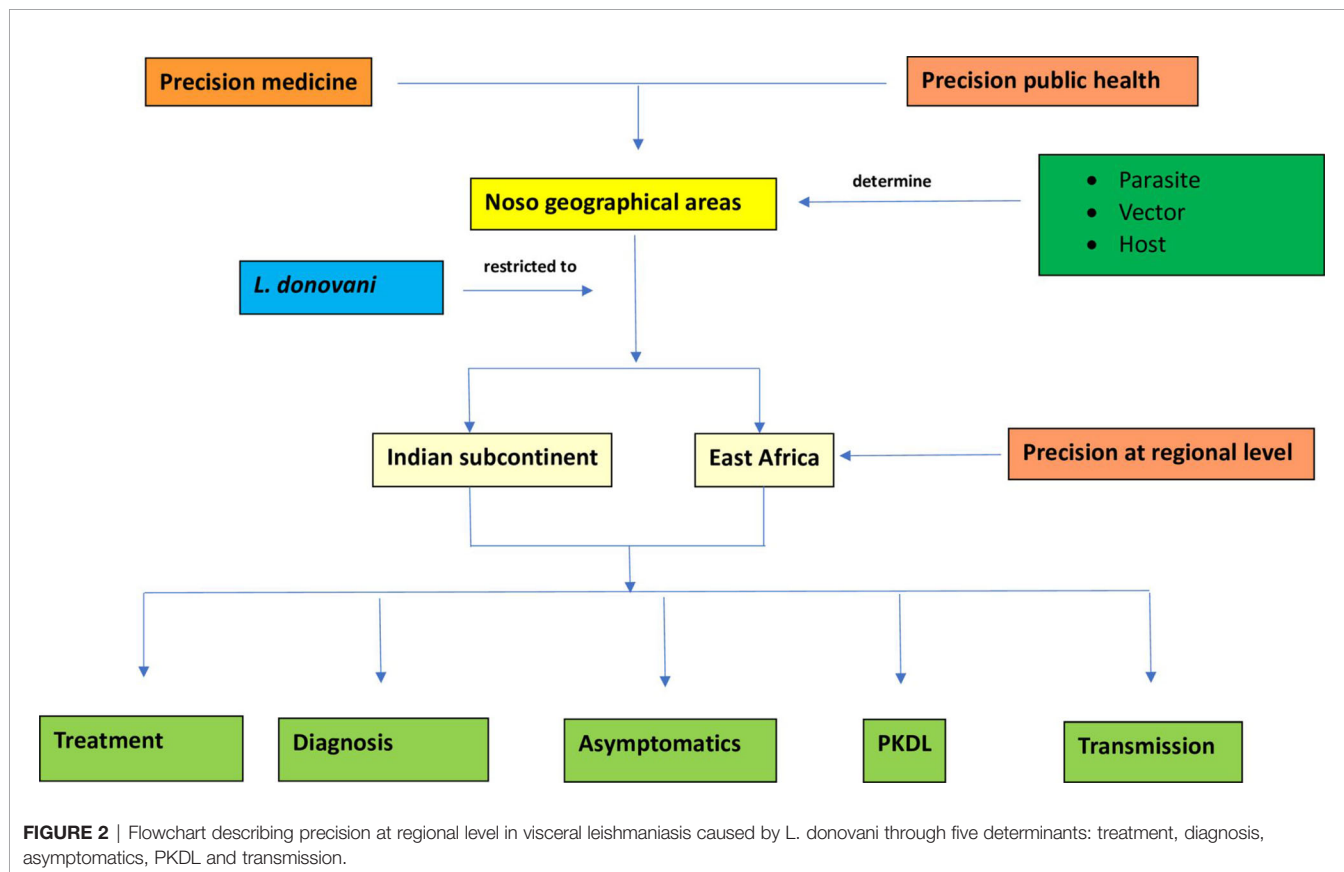 Precision medicine
Precision public health
Noso geographical areas
determine
• Parasite
• Vector
• Host
L. donovani
restricted to
Indian subcontinent
East Africa
Precision at regional level
Treatment
Diagnosis
Asymptomatics
PKDL
Transmission
FIGURE 2 | Flowchart describing precision at regional level in visceral leishmaniasis caused by L. donovani through five determinants: treatment, diagnosis,
asymptomatics, PKDL and transmission.